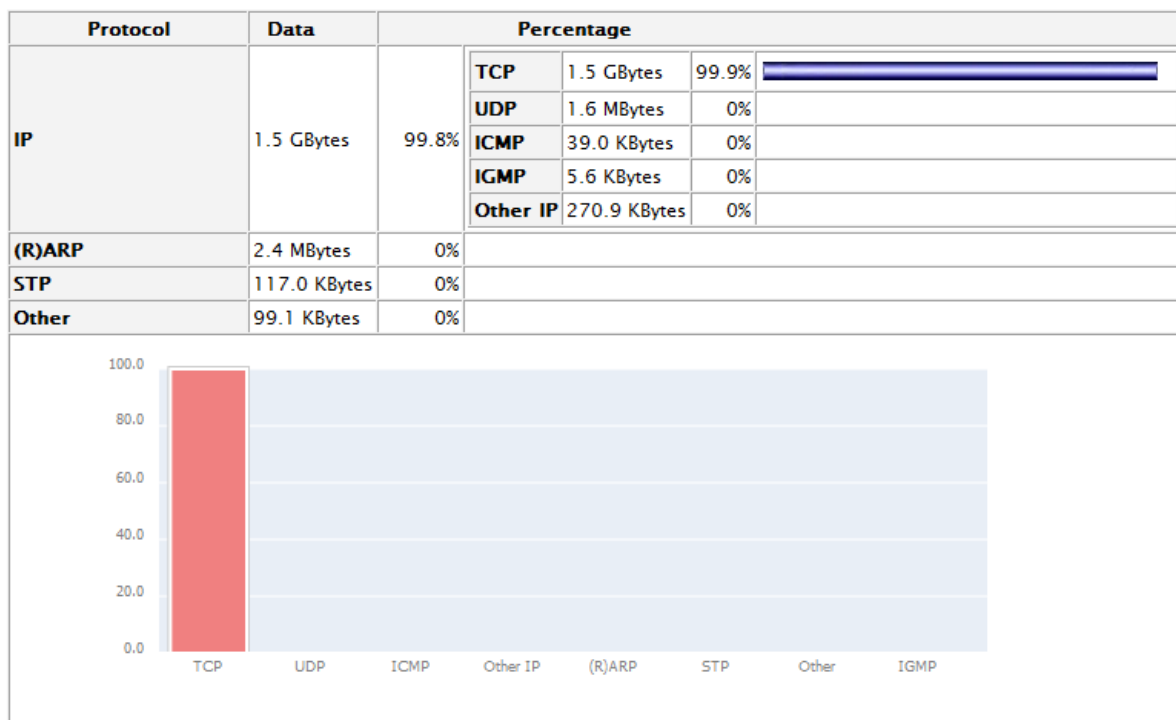 Protocol Data Percentage
IP 1.5 GBytes 99.8%
TCP 1.5 GBytes 99.9%
UDP 1.6 MBytes 0%
ICMP 39.0 KBytes 0%
IGMP 5.6 KBytes 0%
Other IP 270.9 KBytes 0%
(R)ARP 2.4 MBytes 0%
STP 117.0 KBytes 0%
Other 99.1 KBytes 0%
100.0
80.0
60.0
40.0
20.0
0.0
TCP UDP ICMP Other IP (R)ARP STP Other IGMP